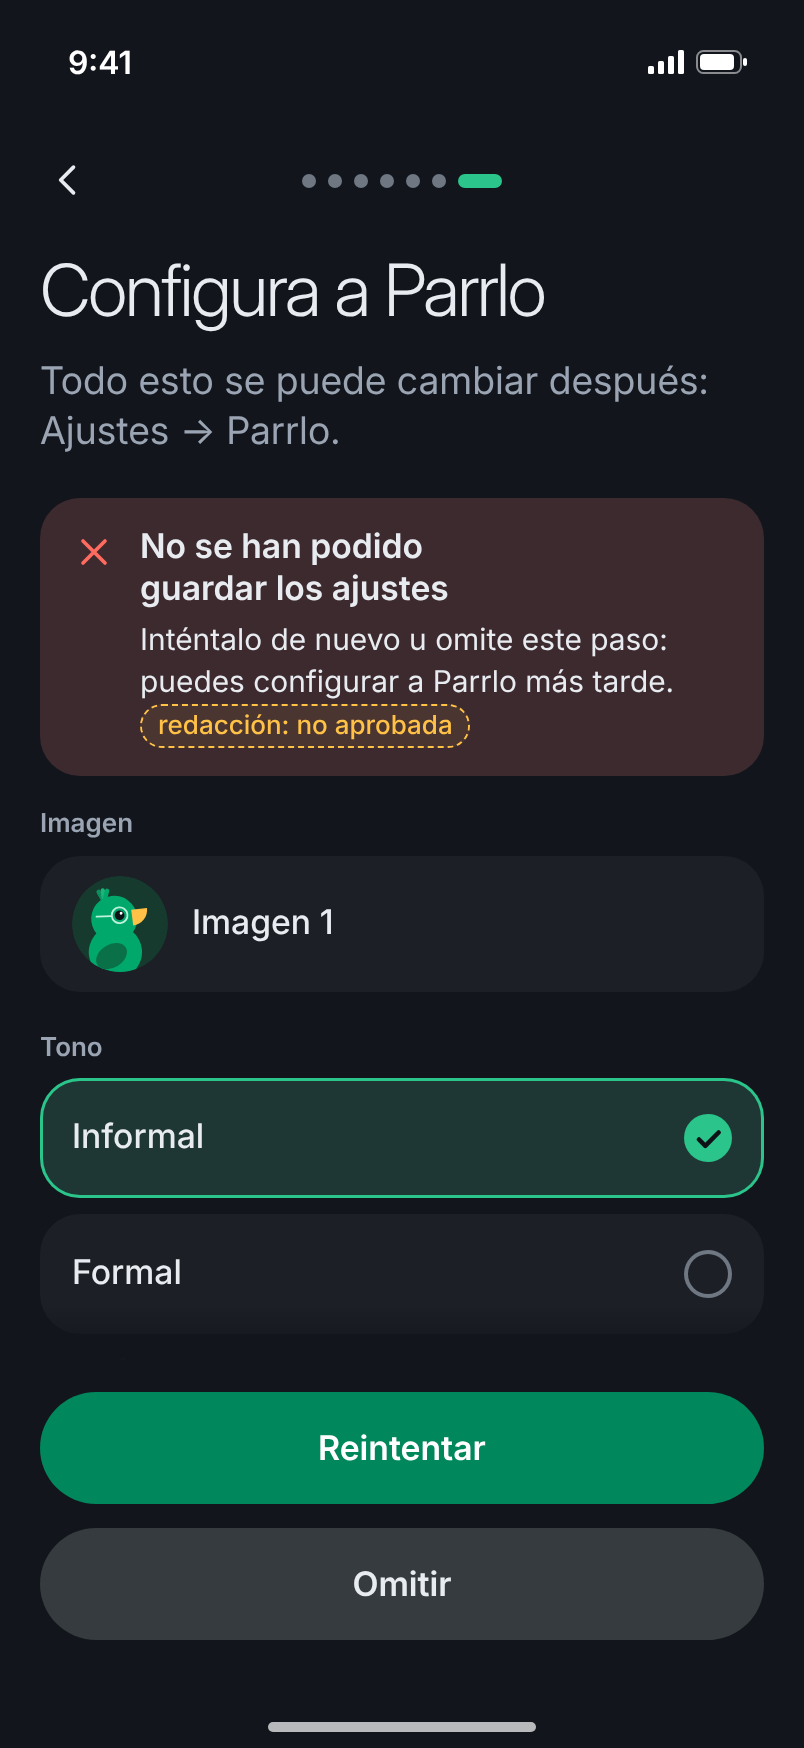 9:41
Configura a Parrlo
Todo esto se puede cambiar después:
Ajustes → Parrlo.
No se han podido
guardar los ajustes
Inténtalo de nuevo u omite este paso:
puedes configurar a Parrlo más tarde.
redacción: no aprobada
Imagen
Imagen 1
Tono
Informal
Formal
Reintentar
Omitir